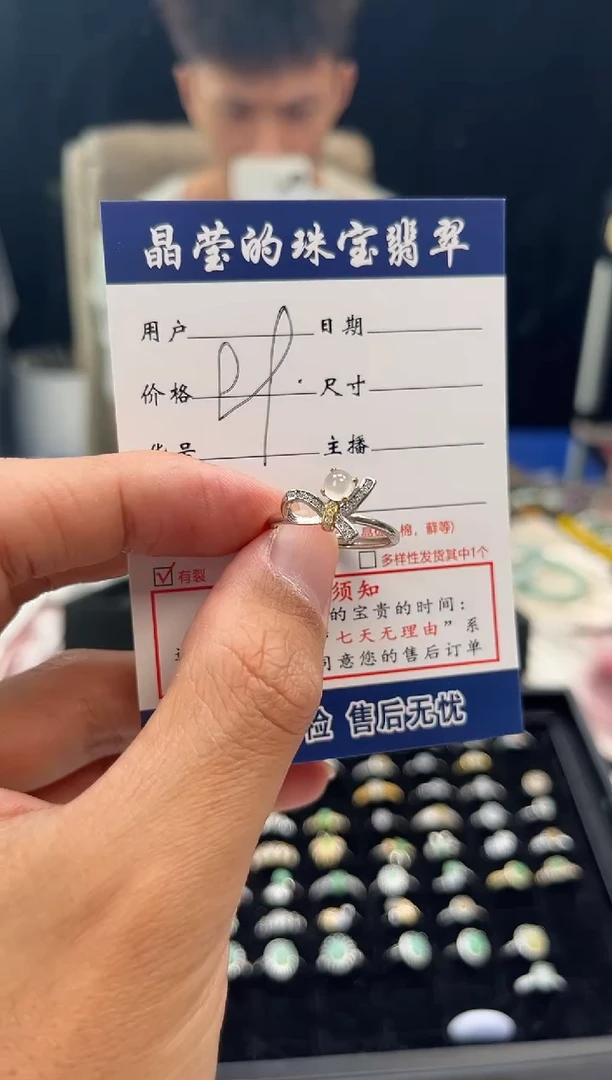 晶莹的珠宝翡翠
用户 日期
价格 尺寸
货号 主播
棉，藓等)
有裂 多样性发货其中1个
须知
的宝贵的时间：
七天无理由”系
同意您的售后订单
验 售后无忧